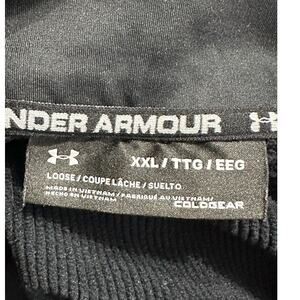 NDER ARMOUR
XXL / TTG / EEG
LOOSE / COUPE LÂCHE / SUELTO
MADE IN VIETNAM / FABRIQUÉ AU VIETNAM/
HECHO EN VIETNAM
COLDGEAR